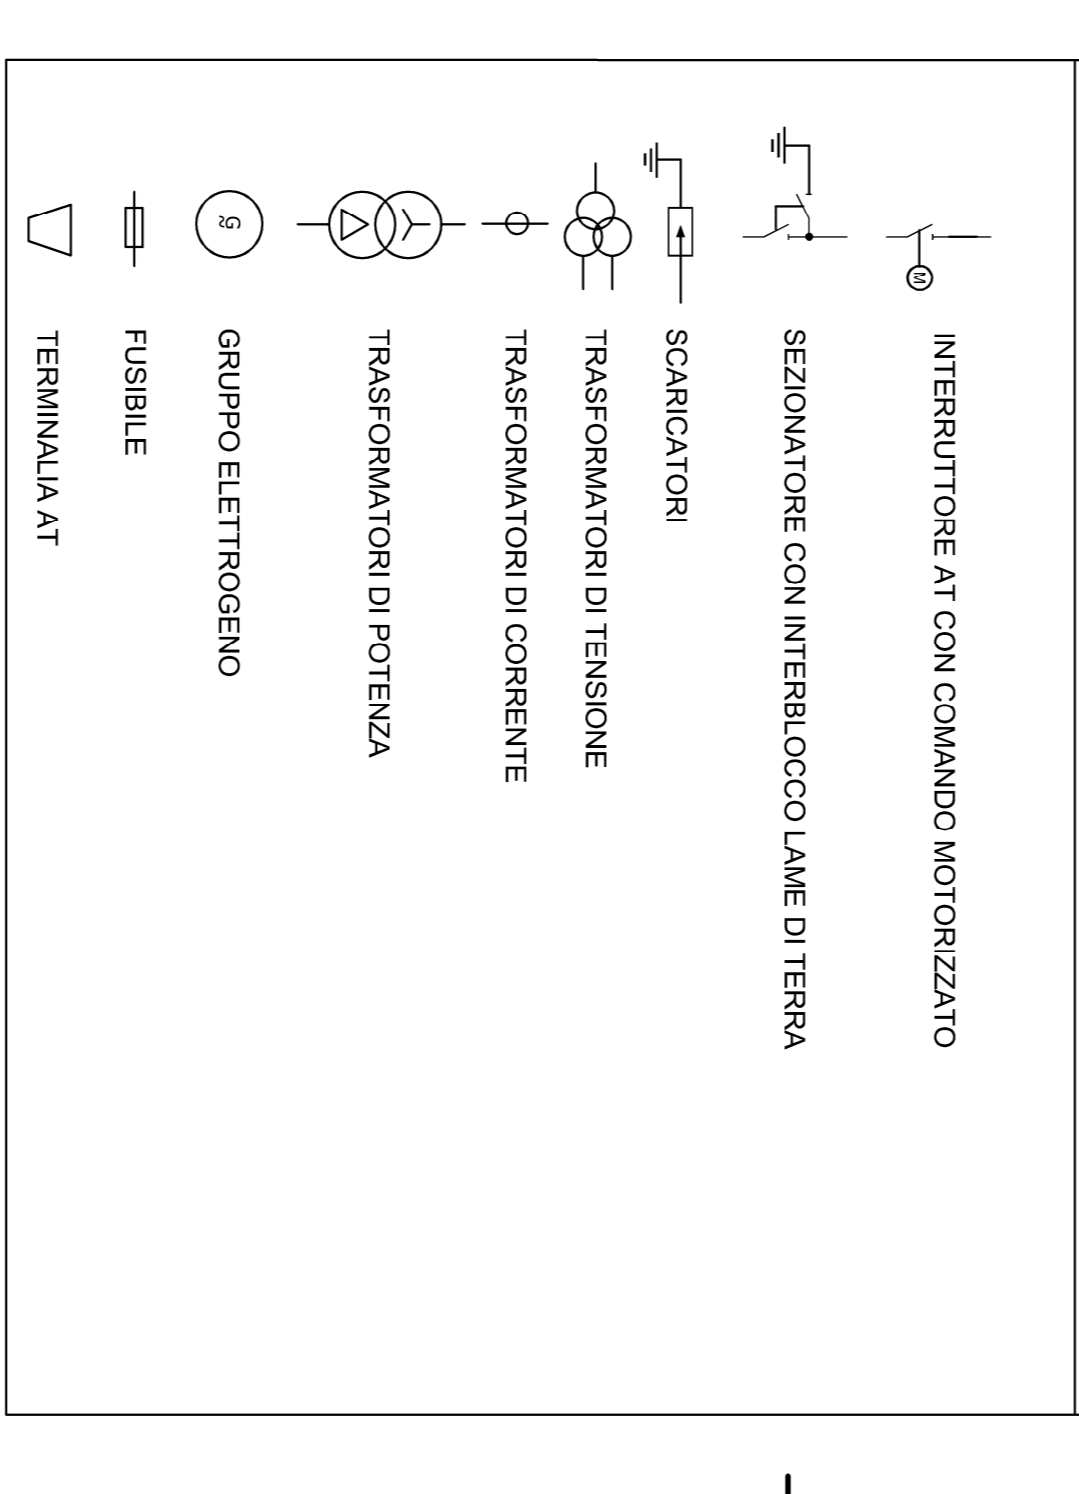 M
INTERRUTTORE AT CON COMANDO MOTORIZZATO
SEZIONATORE CON INTERBLOCCO LAME DI TERRA
SCARICATORI
TRASFORMATORI DI TENSIONE
TRASFORMATORI DI CORRENTE
TRASFORMATORI DI POTENZA
G
~
GRUPPO ELETTROGENO
FUSIBILE
TERMINALIA AT